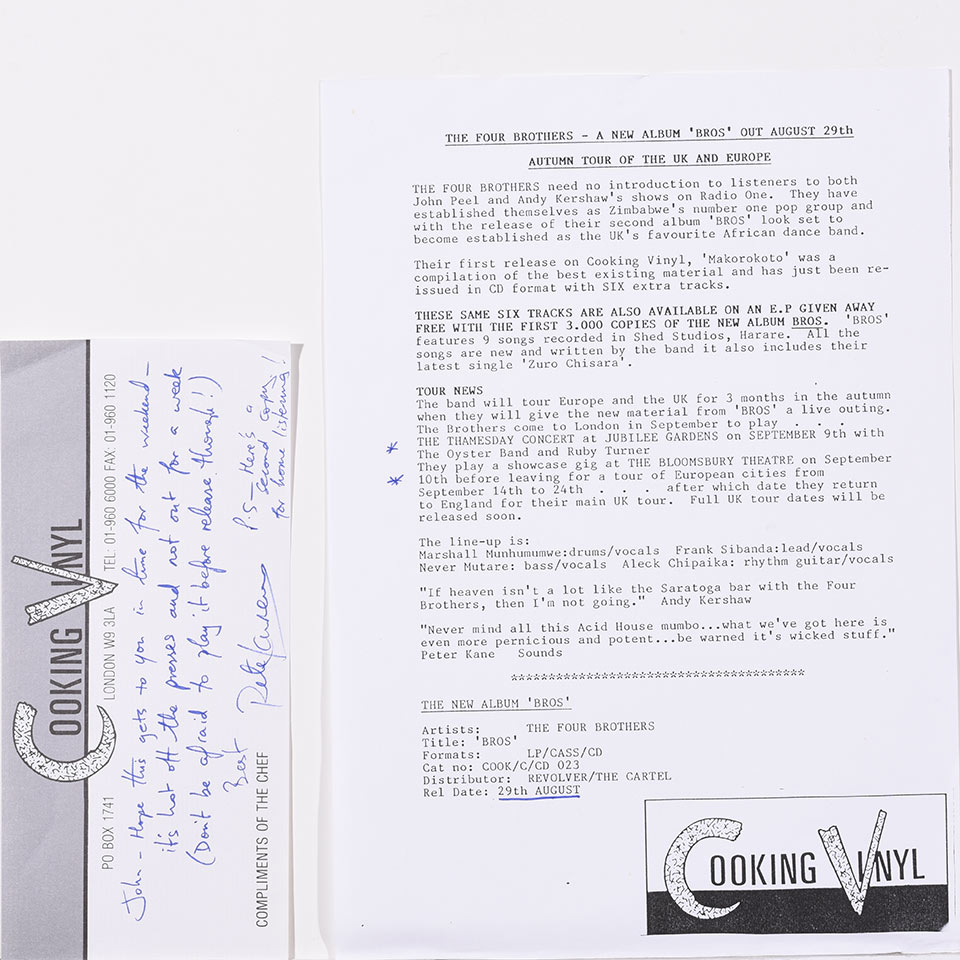 COOKING VINYL
PO BOX 1741 LONDON W9 3LA TEL: 01-960 6000 FAX: 01-960 1120
John - Hope this gets to you in time for the weekend -
it's hot off the presses and not out for a week
(Don't be afraid to play it before release though!)
Best
Pete
P.S - Here's a
second copy
for home listening!
COMPLIMENTS OF THE CHEF
THE FOUR BROTHERS - A NEW ALBUM 'BROS' OUT AUGUST 29th
AUTUMN TOUR OF THE UK AND EUROPE
THE FOUR BROTHERS need no introduction to listeners to both
John Peel and Andy Kershaw's shows on Radio One. They have
established themselves as Zimbabwe's number one pop group and
with the release of their second album 'BROS' look set to
become established as the UK's favourite African dance band.
Their first release on Cooking Vinyl, 'Makorokoto' was a
compilation of the best existing material and has just been re-
issued in CD format with SIX extra tracks.
THESE SAME SIX TRACKS ARE ALSO AVAILABLE ON AN E.P GIVEN AWAY
FREE WITH THE FIRST 3.000 COPIES OF THE NEW ALBUM BROS. 'BROS'
features 9 songs recorded in Shed Studios, Harare. All the
songs are new and written by the band it also includes their
latest single 'Zuro Chisara'.
TOUR NEWS
The band will tour Europe and the UK for 3 months in the autumn
when they will give the new material from 'BROS' a live outing.
The Brothers come to London in September to play . . .
* THE THAMESDAY CONCERT at JUBILEE GARDENS on SEPTEMBER 9th with
The Oyster Band and Ruby Turner
* They play a showcase gig at THE BLOOMSBURY THEATRE on September
10th before leaving for a tour of European cities from
September 14th to 24th . . . after which date they return
to England for their main UK tour. Full UK tour dates will be
released soon.
The line-up is:
Marshall Munhumumwe:drums/vocals Frank Sibanda:lead/vocals
Never Mutare: bass/vocals Aleck Chipaika: rhythm guitar/vocals
"If heaven isn't a lot like the Saratoga bar with the Four
Brothers, then I'm not going." Andy Kershaw
"Never mind all this Acid House mumbo...what we've got here is
even more pernicious and potent...be warned it's wicked stuff."
Peter Kane Sounds
******************************************
THE NEW ALBUM 'BROS'
Artists: THE FOUR BROTHERS
Title: 'BROS'
Formats: LP/CASS/CD
Cat no: COOK/C/CD 023
Distributor: REVOLVER/THE CARTEL
Rel Date: 29th AUGUST
COOKING VINYL